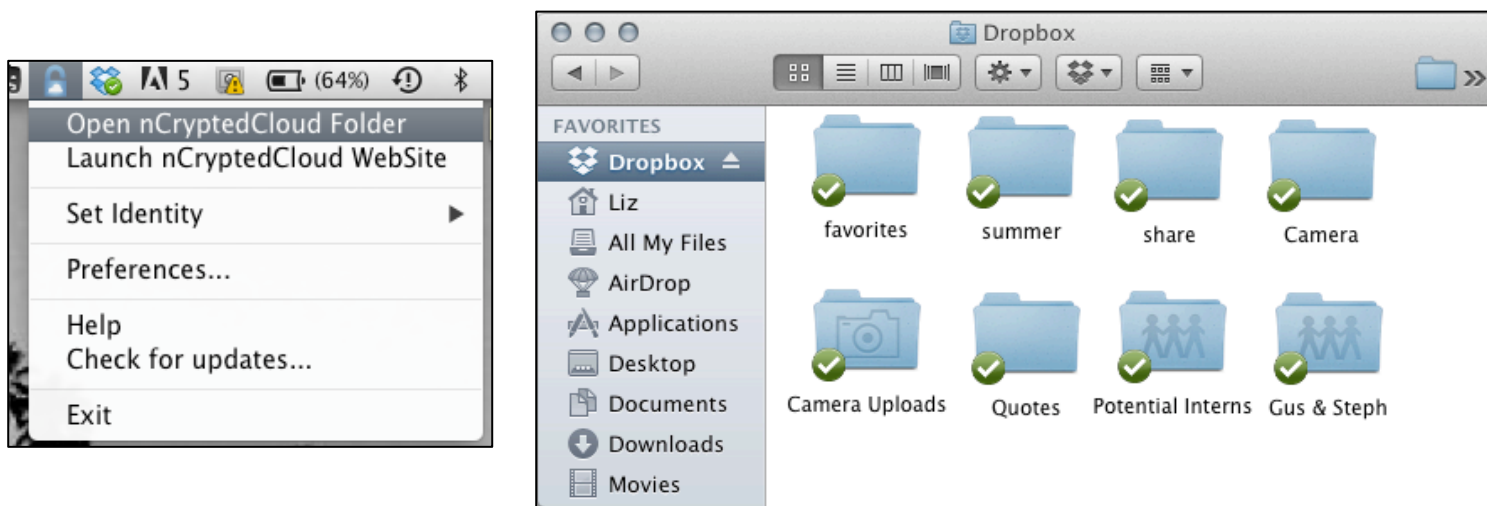 5 (64%)
Open nCryptedCloud Folder
Launch nCryptedCloud WebSite
Set Identity
Preferences...
Help
Check for updates...
Exit
Dropbox
FAVORITES
Dropbox
Liz
All My Files
AirDrop
Applications
Desktop
Documents
Downloads
Movies
favorites summer share Camera
Camera Uploads Quotes Potential Interns Gus & Steph